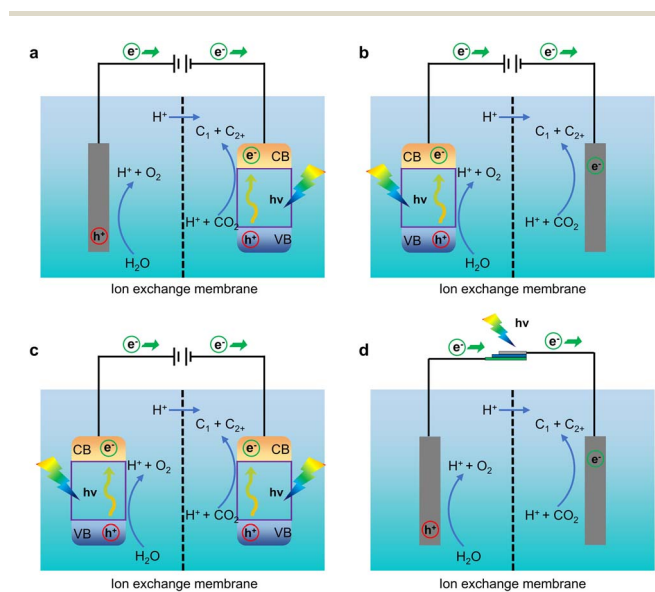 a
e⁻ e⁻
H⁺
C₁ + C₂₊
e⁻ CB
H⁺ + O₂
hv
H⁺ + CO₂
h⁺
h⁺ VB
H₂O
Ion exchange membrane
b
e⁻ e⁻
H⁺
C₁ + C₂₊
CB e⁻
e⁻
H⁺ + O₂
hv
H⁺ + CO₂
VB h⁺
H₂O
Ion exchange membrane
c
e⁻ e⁻
H⁺
C₁ + C₂₊
CB e⁻
e⁻ CB
H⁺ + O₂
hv
hv
H⁺ + CO₂
VB h⁺
h⁺ VB
H₂O
Ion exchange membrane
d
hv
e⁻ e⁻
H⁺
C₁ + C₂₊
e⁻
H⁺ + O₂
H⁺ + CO₂
h⁺
H₂O
Ion exchange membrane